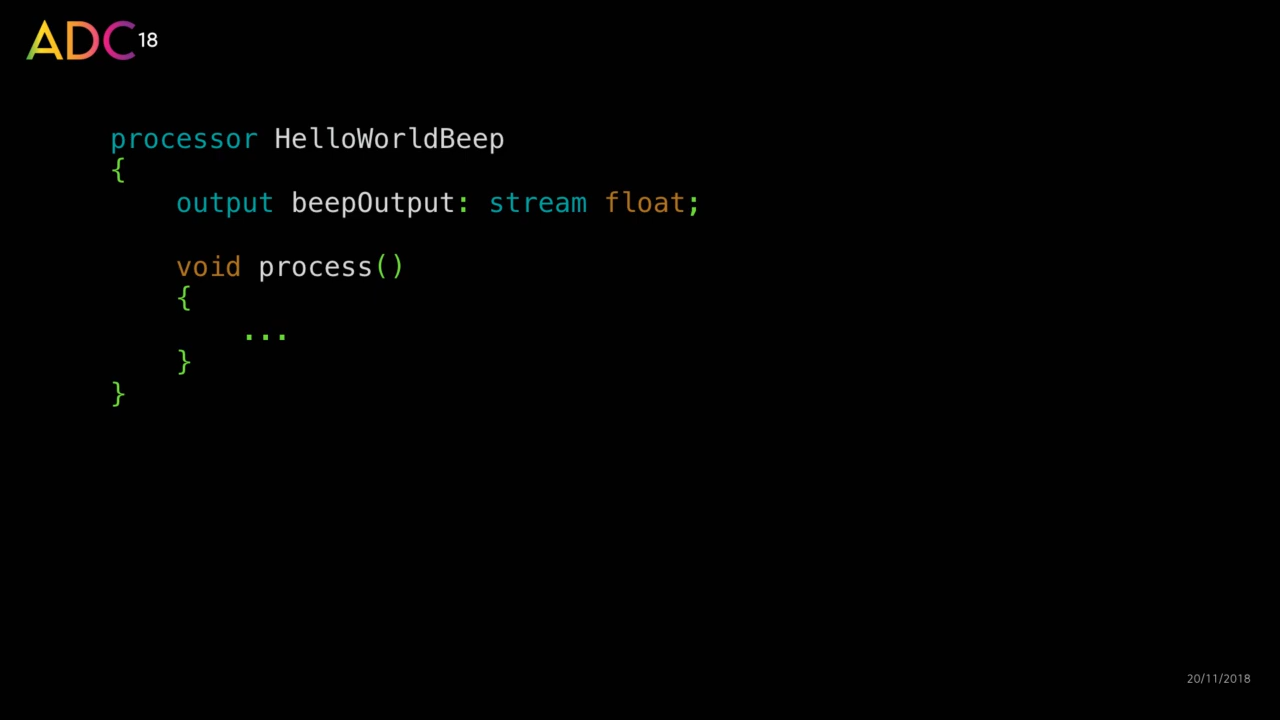 ADC18
processor HelloWorldBeep
{
    output beepOutput: stream float;
    void process()
    {
        ...
    }
}
20/11/2018